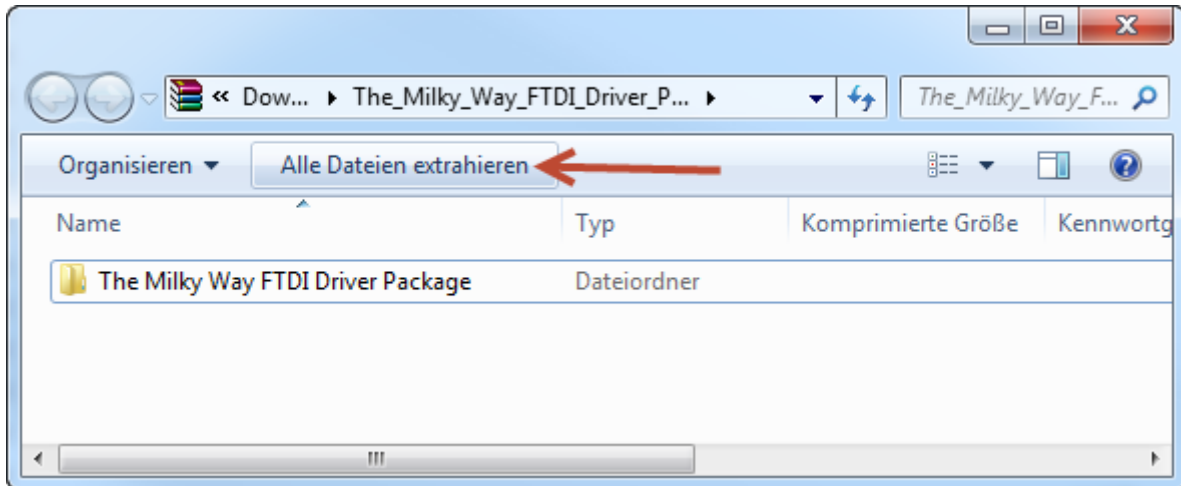 « Dow... ▸ The_Milky_Way_FTDI_Driver_P... ▸ The_Milky_Way_F...
Organisieren ▾ Alle Dateien extrahieren
Name Typ Komprimierte Größe Kennwortg
The Milky Way FTDI Driver Package Dateiordner